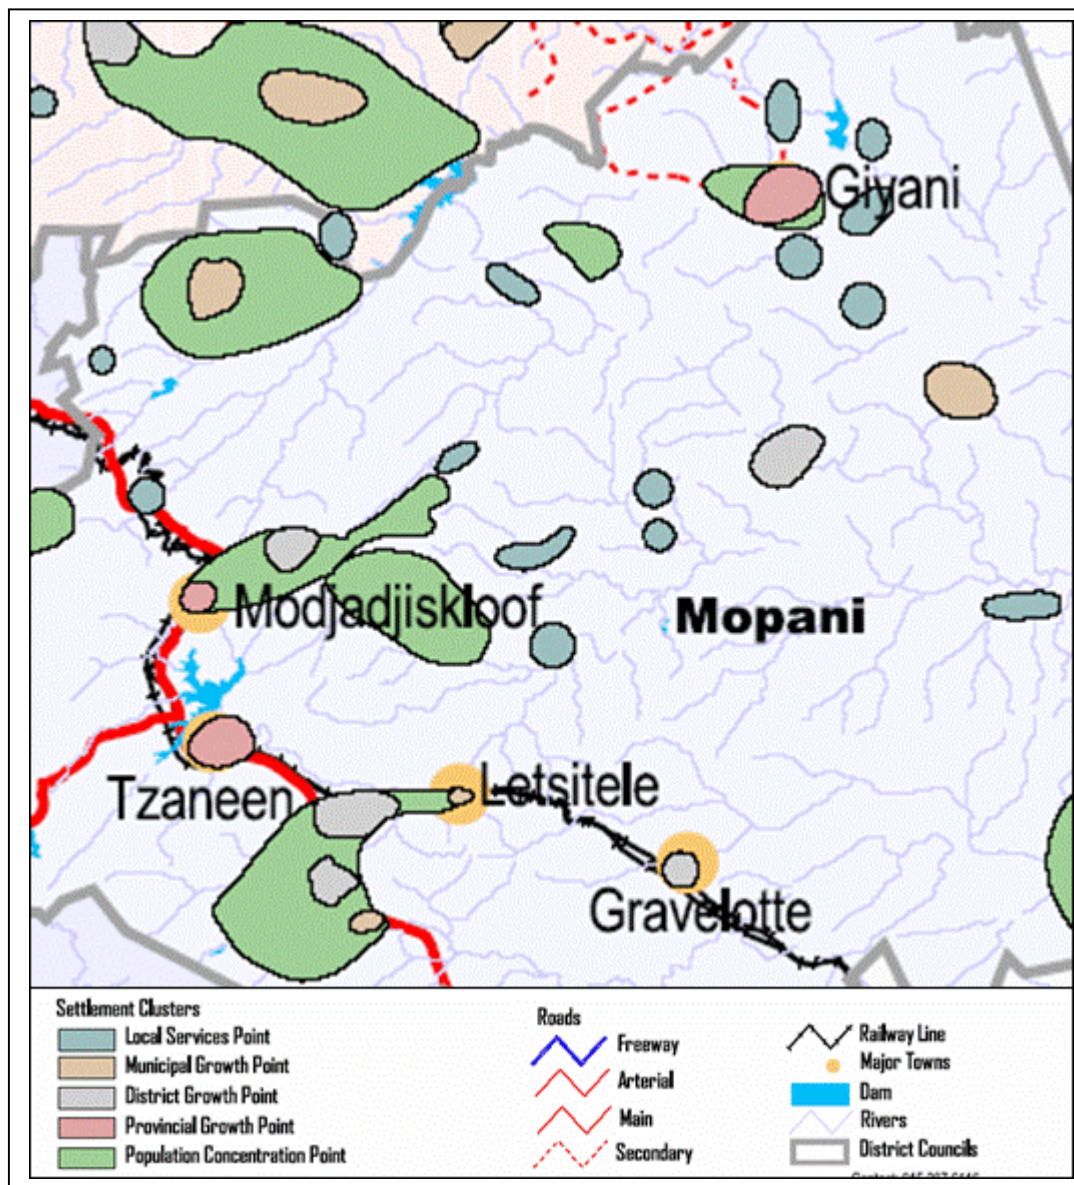 Giyani
Modjadjiskloof
Mopani
Tzaneen
Letsitele
Gravelotte
Settlement Clusters
Local Services Point
Municipal Growth Point
District Growth Point
Provincial Growth Point
Population Concentration Point
Roads
Freeway
Arterial
Main
Secondary
Railway Line
Major Towns
Dam
Rivers
District Councils